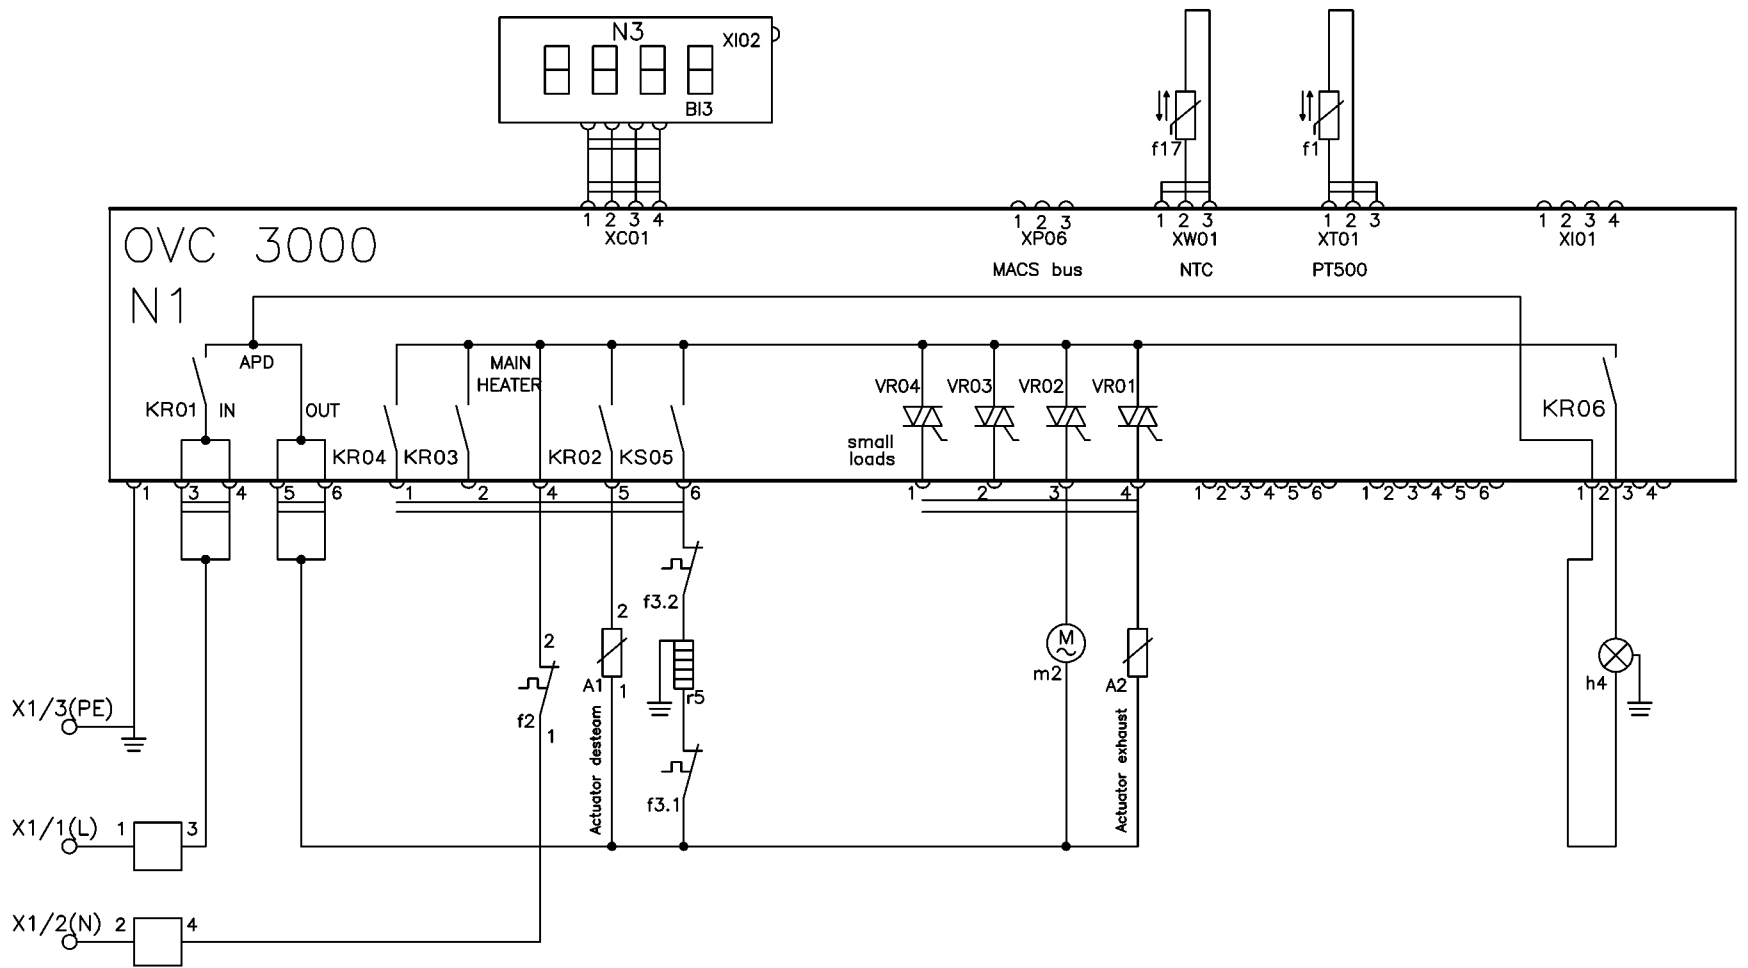 N3
XI02
BI3
f17
f1
1 2 3 4
XC01
1 2 3
XP06
MACS bus
1 2 3
XW01
NTC
1 2 3
XT01
PT500
1 2 3 4
XI01
OVC 3000
N1
APD
MAIN
HEATER
VR04
VR03
VR02
VR01
KR01
IN
OUT
KR06
KR04
KR03
KR02
KS05
small
loads
1 3 4 5 6
1 2 4 5 6
1 2 3 4
1 2 3 4 5 6
1 2 3 4 5 6
1 2 3 4
f3.2
2
2
M
m2
A1
1
r5
A2
h4
X1/3(PE)
f2
1
Actuator desteam
Actuator exhaust
f3.1
X1/1(L)
1
3
X1/2(N)
2
4